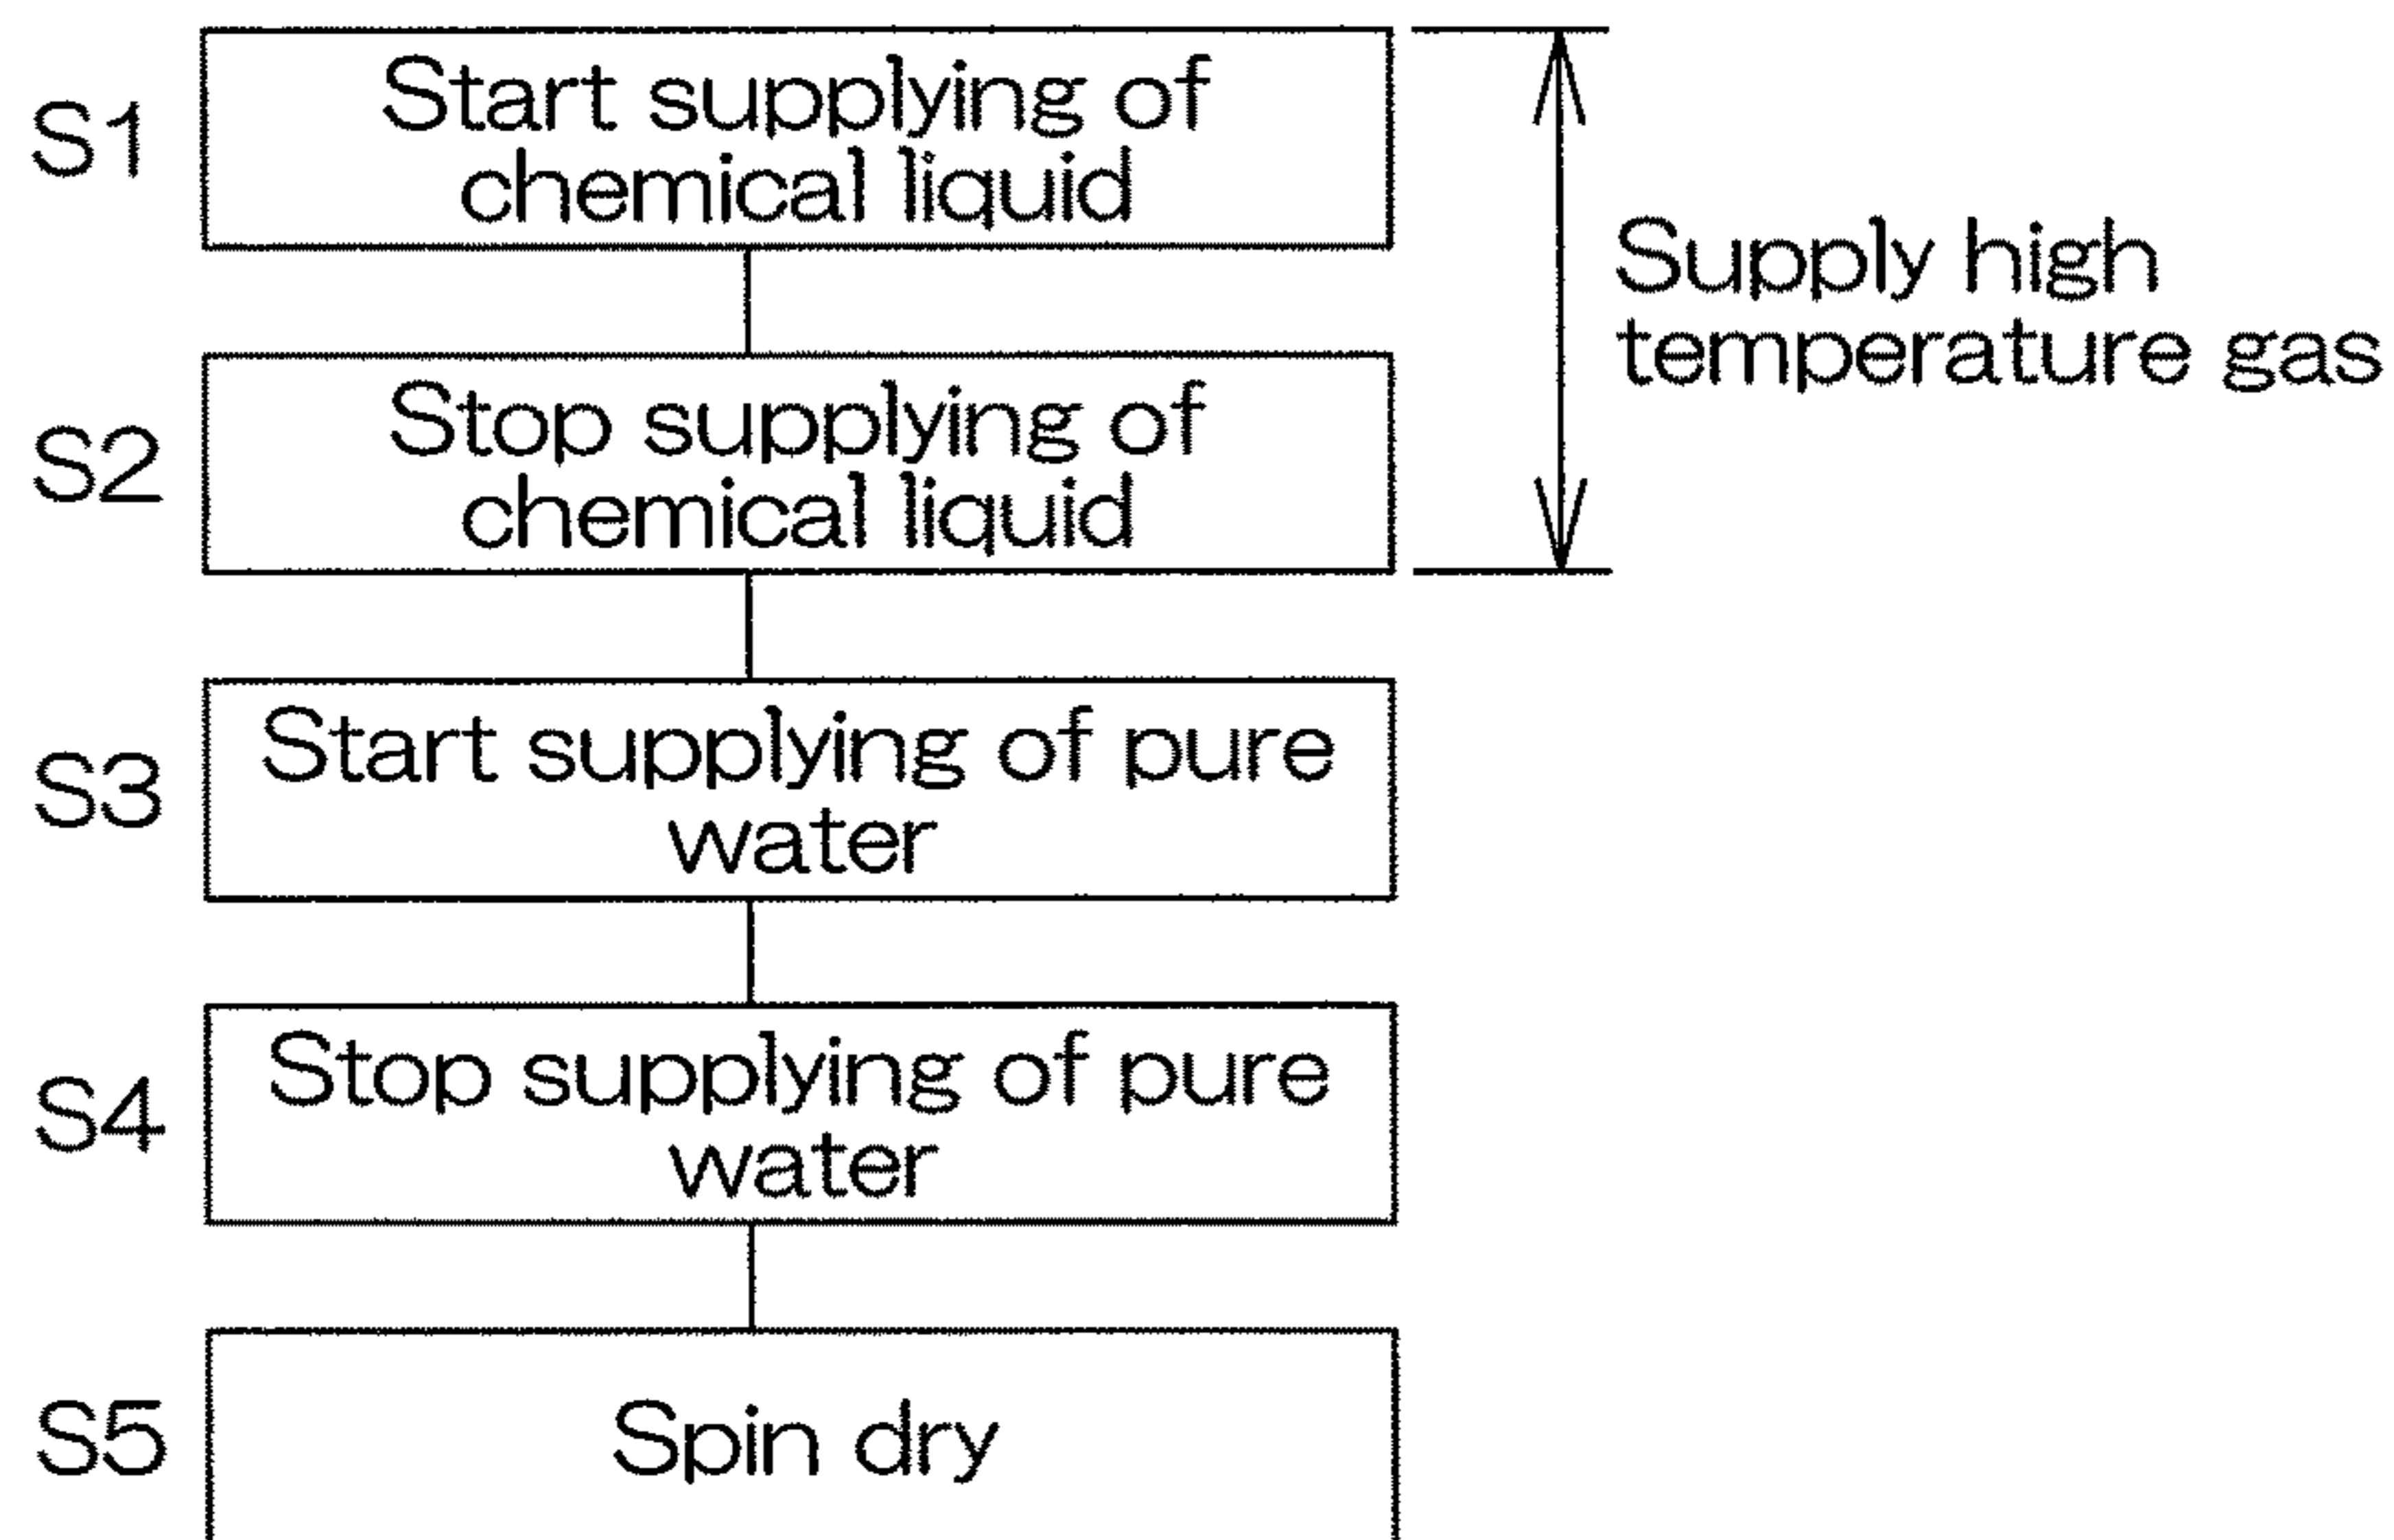 S1
Start supplying of
chemical liquid
Supply high
temperature gas
S2
Stop supplying of
chemical liquid
S3
Start supplying of pure
water
S4
Stop supplying of pure
water
S5
Spin dry